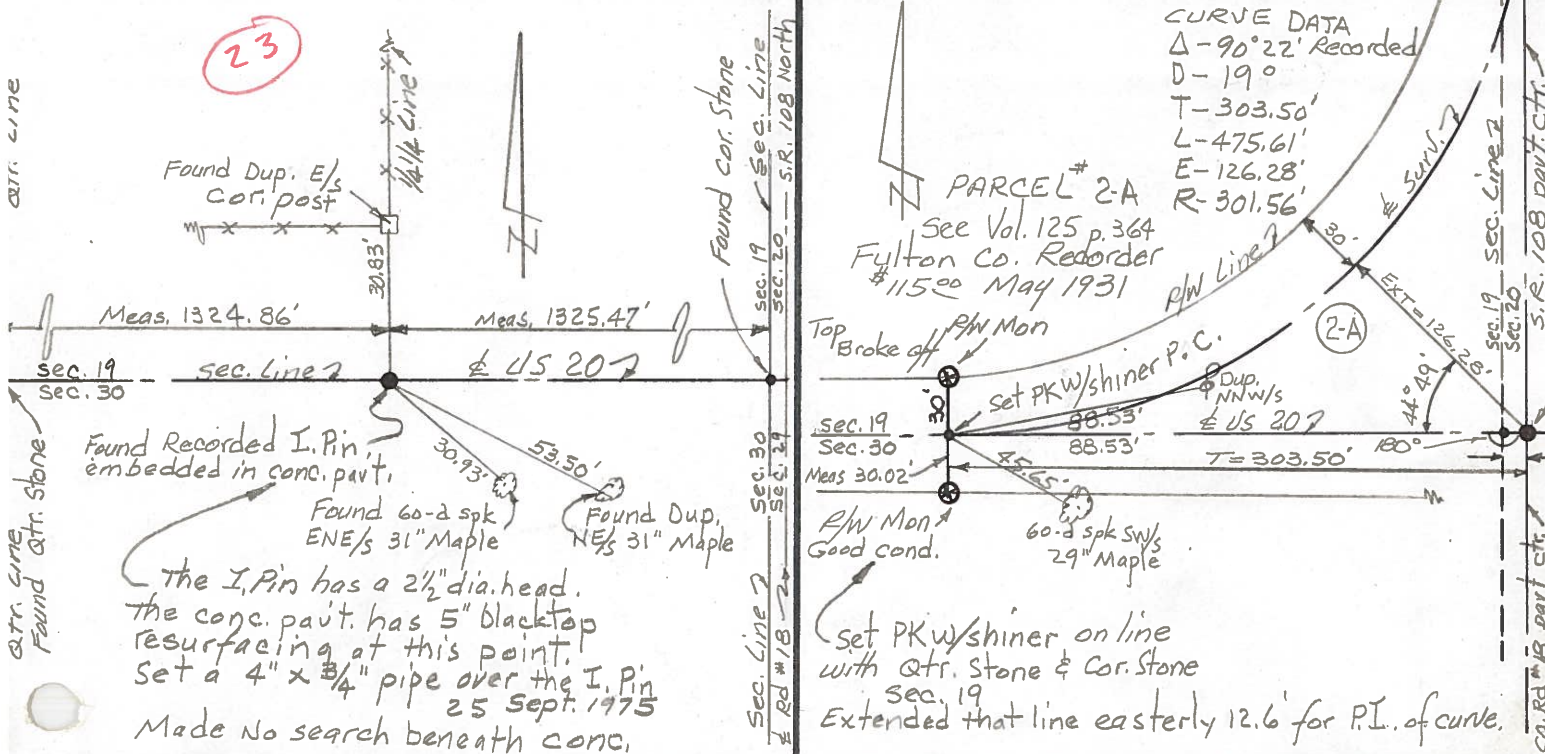 23
Qtr. Line
1/4 1/4 Line
Found Dup. E/s
Cor. post
30.83'
Found Cor. Stone
Sec. Line
S.R. 108 North
sec. 19
sec. 20
Meas. 1324.86'
Meas. 1325.47'
sec. 19
Sec. 30
sec. Line
℄ US 20
Found Recorded I. Pin
embedded in conc. pavt.
30.93'
53.50'
Found 60-d spk
ENE/s 31" Maple
Found Dup.
NE/s 31" Maple
Sec. 30
Sec. 29
Qtr. Line
Found Qtr. Stone
The I. Pin has a 2½" dia. head.
The conc. pavt. has 5" blacktop
resurfacing at this point.
Set a 4" x 3/4" pipe over the I. Pin
25 Sept. 1975
Made No search beneath conc.
Sec. Line
℄ Rd #18
CURVE DATA
Δ - 90°22' Recorded
D - 19°
T - 303.50'
L - 475.61'
E - 126.28'
R - 301.56'
PARCEL # 2-A
See Vol. 125 p. 364
Fulton Co. Recorder
$115.00 May 1931
R/W Line
30'
℄ Surv.
Sec. Line
S.R. 108 Pavt. Ctr.
EXT = 126.28'
sec. 19
Sec. 20
2-A
Top
Broke off
R/W Mon
Set PK W/shiner P.C.
Dup.
NNW/s
44°49'
30'
88.53'
sec. 19
Sec. 30
88.53'
℄ US 20
180°
T = 303.50'
Meas 30.02'
45.65'
R/W Mon
Good cond.
60-d spk SW/s
29" Maple
Set PK w/shiner on line
with Qtr. Stone & Cor. Stone
Sec. 19
Extended that line easterly 12.6' for P.I. of curve.
Co. Rd #18 pavt ctr.